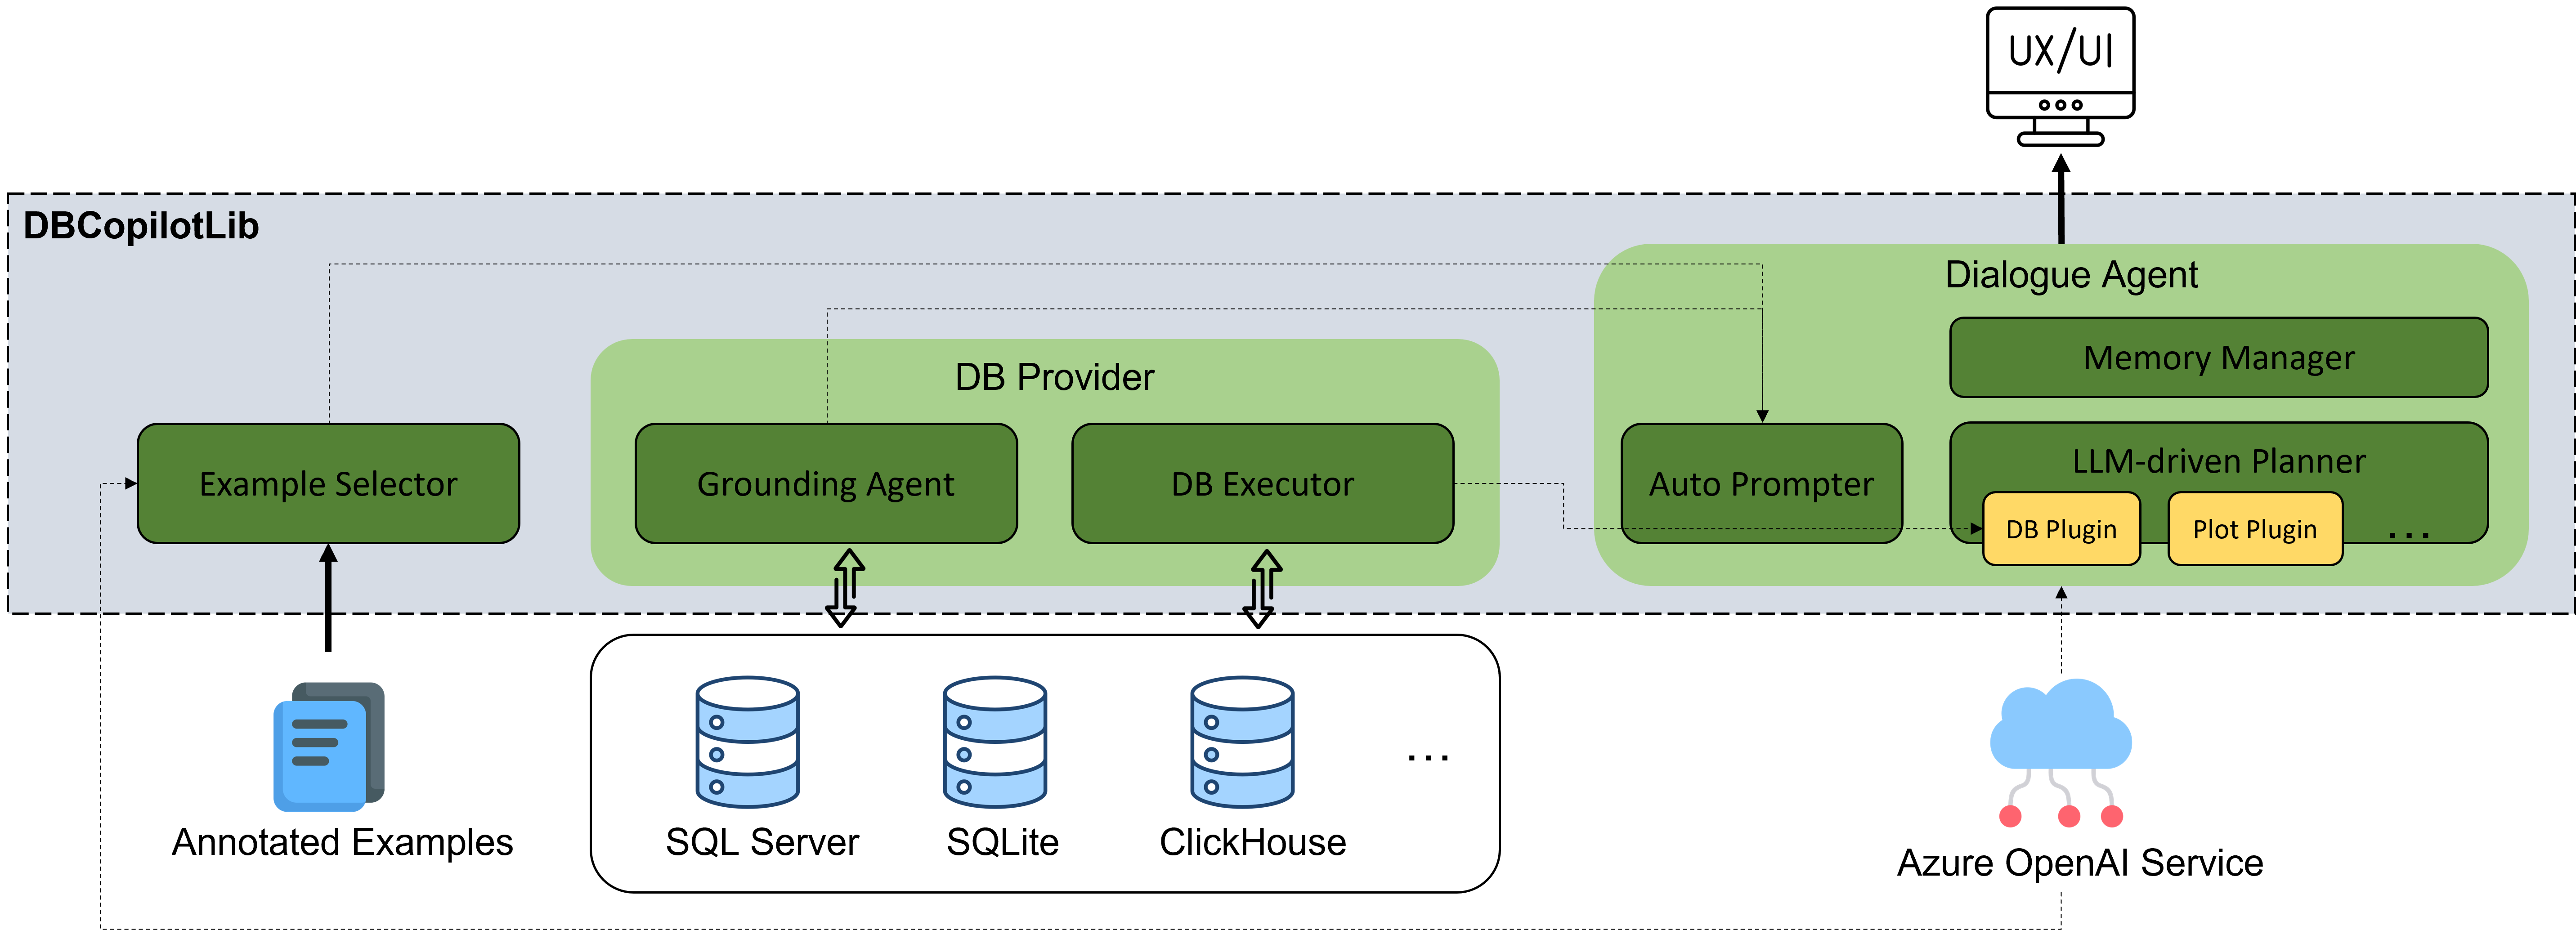 UX/UI
DBCopilotLib
Dialogue Agent
Memory Manager
DB Provider
LLM-driven Planner
Example Selector
Grounding Agent
DB Executor
Auto Prompter
DB Plugin
Plot Plugin
...
...
Annotated Examples
SQL Server
SQLite
ClickHouse
Azure OpenAI Service